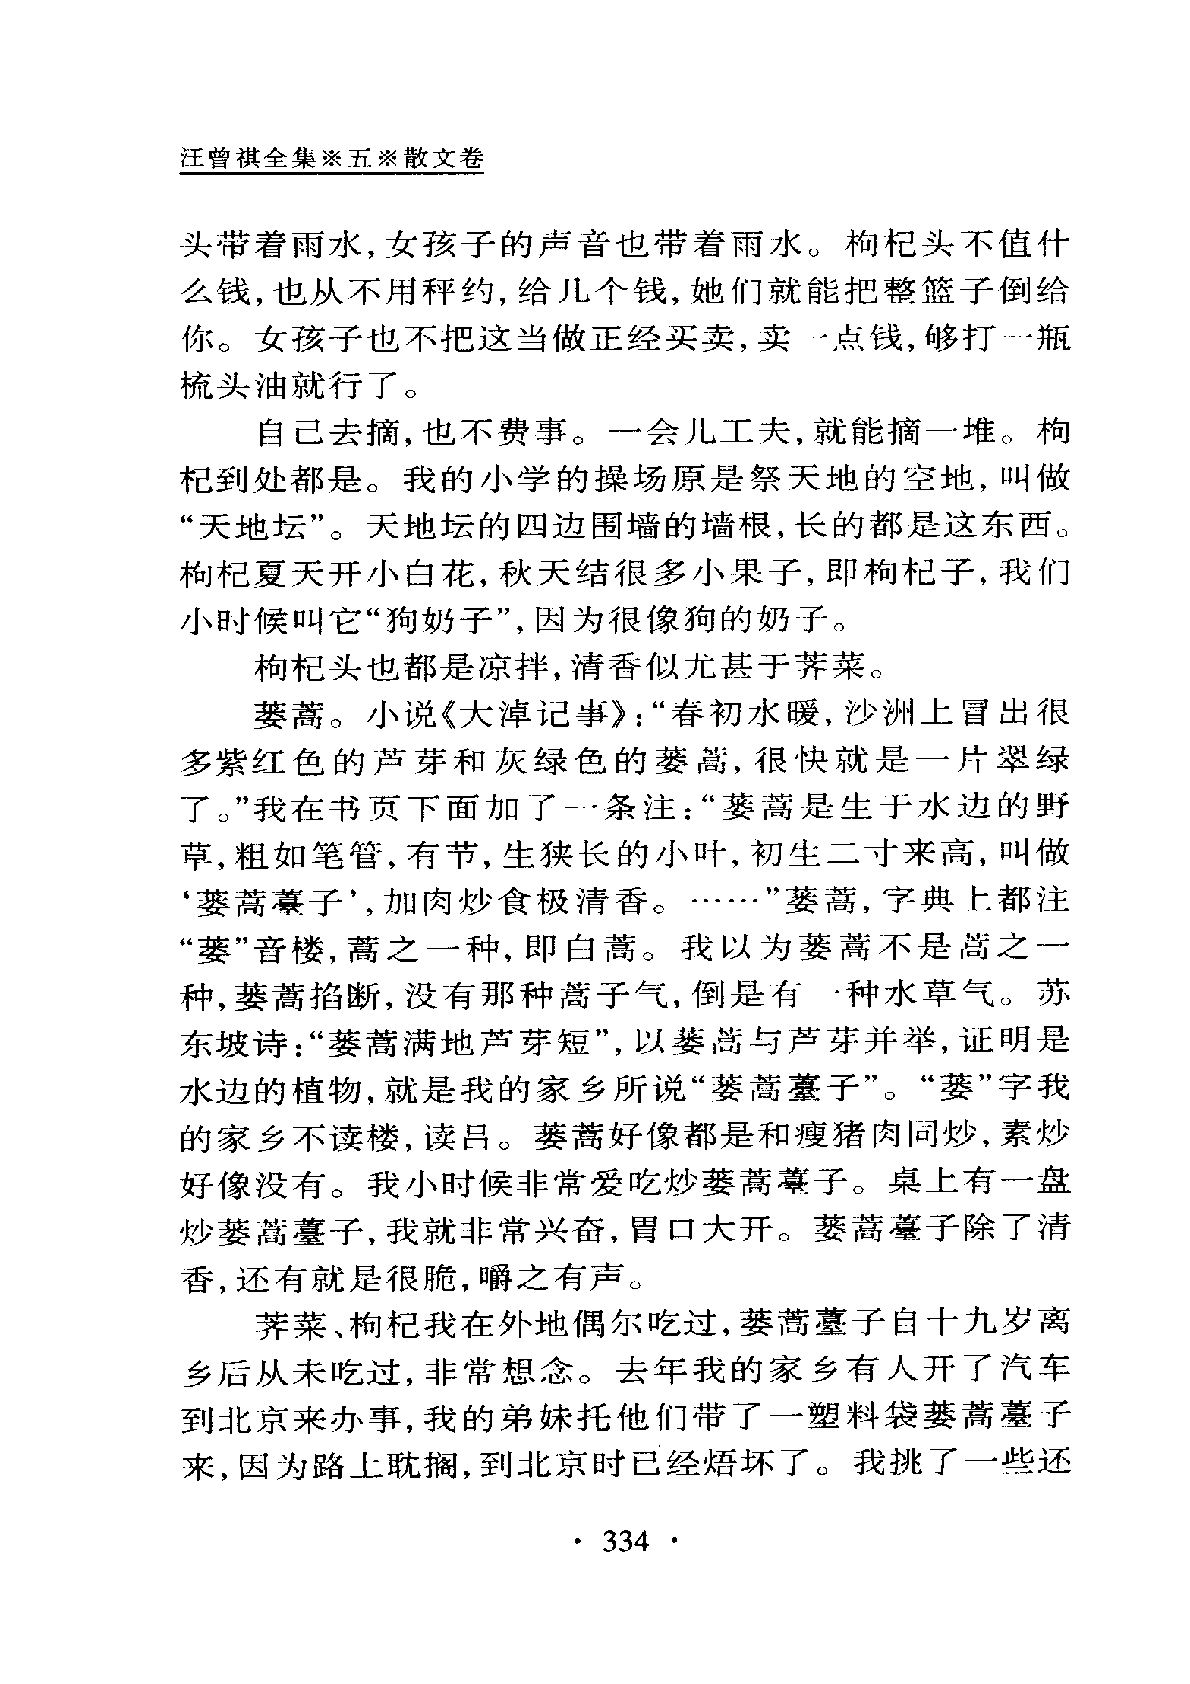 汪曾祺全集※五※散文卷
头带着雨水,女孩子的声音也带着雨水。枸杞头不值什
么钱,也从不用秤约,给几个钱,她们就能把整篮子倒给
你。女孩子也不把这当做正经买卖,卖一点钱,够打一瓶
梳头油就行了。
自己去摘,也不费事。一会儿工夫,就能摘一堆。枸
杞到处都是。我的小学的操场原是祭天地的空地,叫做
“天地坛”。天地坛的四边围墙的墙根,长的都是这东西。
枸杞夏天开小白花,秋天结很多小果子,即枸杞子,我们
小时候叫它“狗奶子”,因为很像狗的奶子。
枸杞头也都是凉拌,清香似尤甚于荠菜。
蒌蒿。小说《大淖记事》:“春初水暖,沙洲上冒出很
多紫红色的芦芽和灰绿色的蒌蒿,很快就是一片翠绿
了。”我在书页下面加了一条注:“蒌蒿是生于水边的野
草,粗如笔管,有节,生狭长的小叶,初生二寸来高,叫做
‘蒌蒿薹子’,加肉炒食极清香。……”蒌蒿,字典上都注
“蒌”音楼,蒿之一种,即白蒿。我以为蒌蒿不是蒿之一
种,蒌蒿掐断,没有那种蒿子气,倒是有一种水草气。苏
东坡诗:“蒌蒿满地芦芽短”,以蒌蒿与芦芽并举,证明是
水边的植物,就是我的家乡所说“蒌蒿薹子”。“蒌”字我
的家乡不读楼,读吕。蒌蒿好像都是和瘦猪肉同炒,素炒
好像没有。我小时候非常爱吃炒蒌蒿薹子。桌上有一盘
炒蒌蒿薹子,我就非常兴奋,胃口大开。蒌蒿薹子除了清
香,还有就是很脆,嚼之有声。
荠菜、枸杞我在外地偶尔吃过,蒌蒿薹子自十九岁离
乡后从未吃过,非常想念。去年我的家乡有人开了汽车
到北京来办事,我的弟妹托他们带了一塑料袋蒌蒿薹子
来,因为路上耽搁,到北京时已经焐坏了。我挑了一些还
· 334 ·